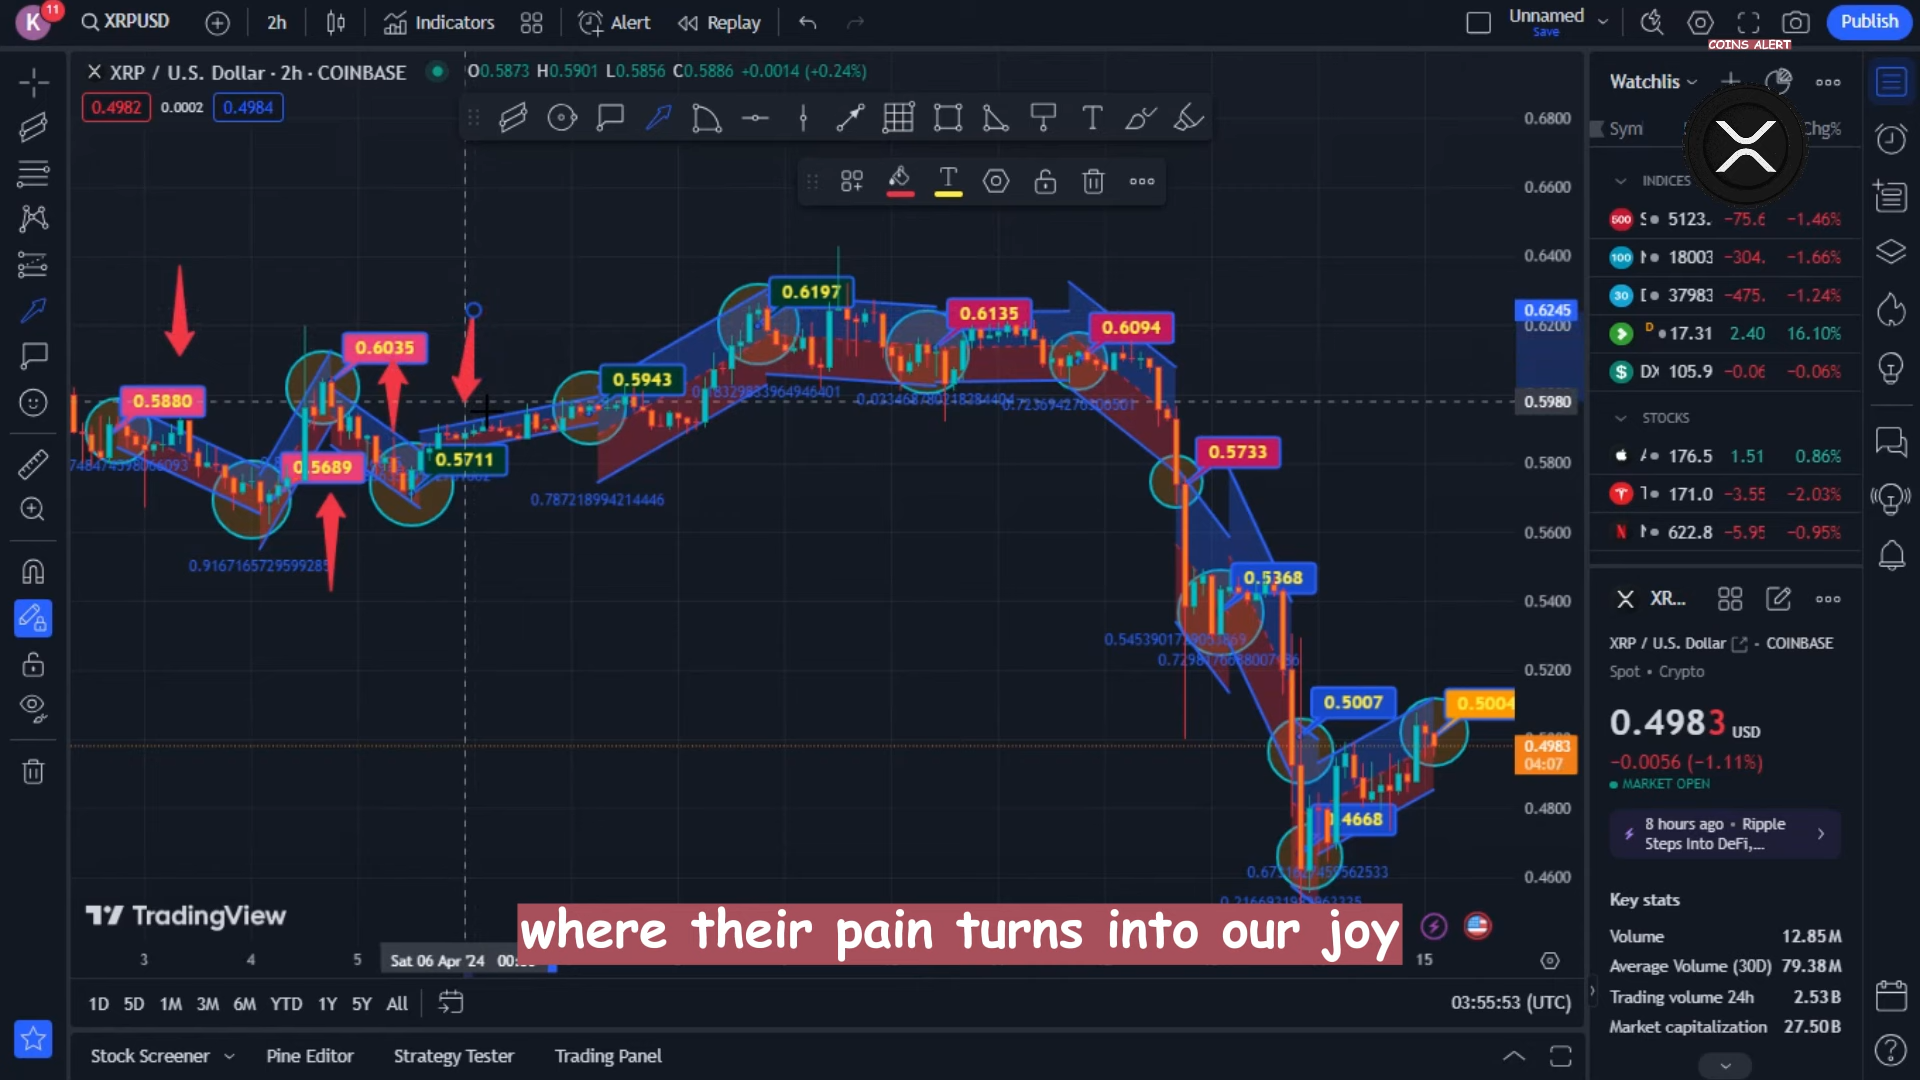 K 11 XRPUSD 2h Indicators Alert Replay Unnamed Save Publish
COINS ALERT
XRP / U.S. Dollar · 2h · COINBASE O0.5873 H0.5901 L0.5856 C0.5886 +0.0014 (+0.24%)
0.4982 0.0002 0.4984
Watchlis
Chg%
INDICES
500 5123. −1.46%
100 18003 −304. −1.66%
30 37983 −475. −1.24%
D 17.31 2.40 16.10%
DX 105.9 −0.06%
STOCKS
176.5 1.51 0.86%
171.0 −3.55 −2.03%
622.8 −5.95 −0.95%
0.6800
0.6600
0.6400
0.6245
0.6200
0.5980
0.5800
0.5600
0.5400
0.5200
0.4983
04:07
0.4800
0.4600
0.5880
0.6035
0.5689
0.5711
0.5943
0.6197
0.6135
0.6094
0.5733
0.5368
0.5007
0.5004
4668
0.787218994214446
XR...
XRP / U.S. Dollar - COINBASE
Spot • Crypto
0.4983 USD
−0.0056 (−1.11%)
MARKET OPEN
8 hours ago • Ripple
Steps Into DeFi,...
Key stats
Volume 12.85M
Average Volume (30D) 79.38M
Trading volume 24h 2.53B
Market capitalization 27.50B
TradingView
where their pain turns into our joy
3 4 5 Sat 06 Apr '24 15
1D 5D 1M 3M 6M YTD 1Y 5Y All 03:55:53 (UTC)
Stock Screener Pine Editor Strategy Tester Trading Panel